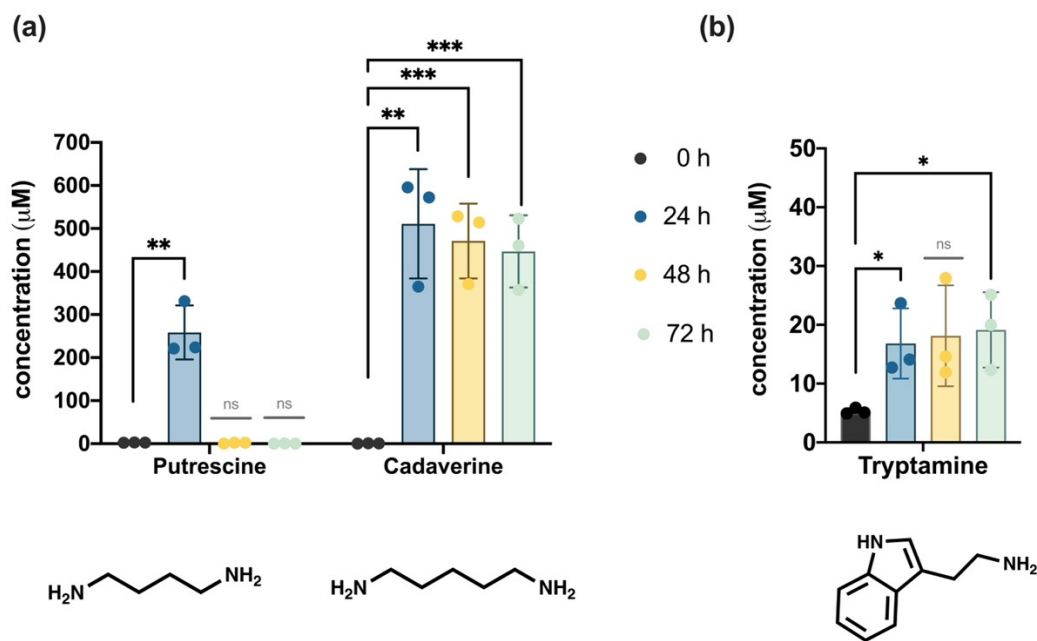 (a)
(b)
***
***
**
**
ns
ns
concentration (μM)
700
600
500
400
300
200
100
0
Putrescine
Cadaverine
0 h
24 h
48 h
72 h
*
*
ns
concentration (μM)
50
40
30
20
10
0
Tryptamine
H₂N
NH₂
H₂N
NH₂
HN
NH₂